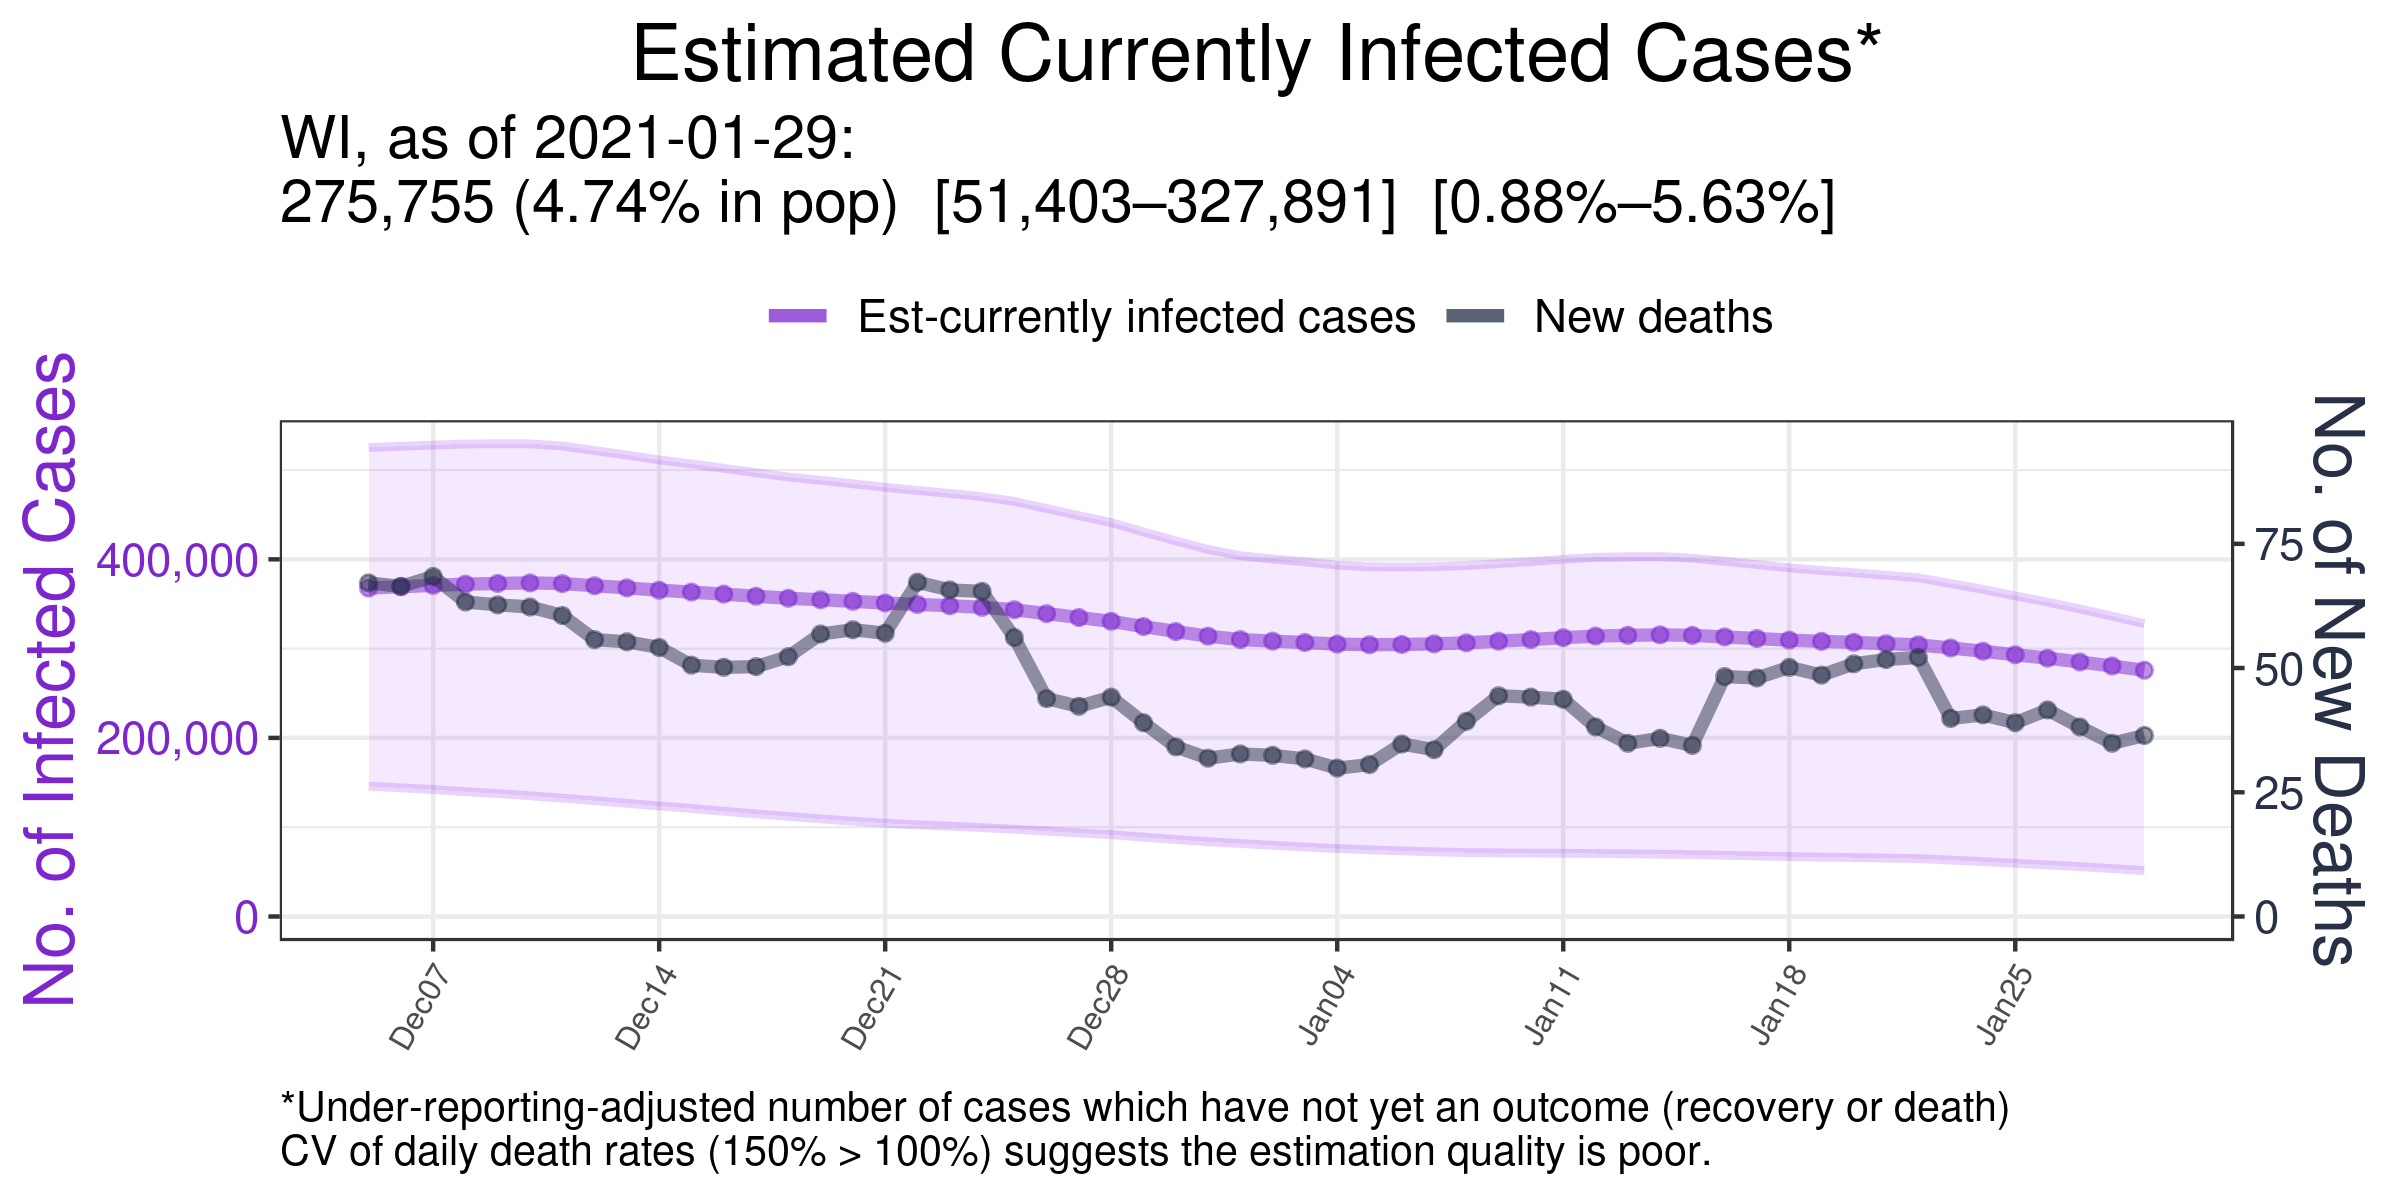 Estimated Currently Infected Cases*
WI, as of 2021-01-29:
275,755 (4.74% in pop)  [51,403–327,891]  [0.88%–5.63%]
Est-currently infected cases
New deaths
No. of Infected Cases
400,000
200,000
0
No. of New Deaths
75
50
25
0
Dec07
Dec14
Dec21
Dec28
Jan04
Jan11
Jan18
Jan25
*Under-reporting-adjusted number of cases which have not yet an outcome (recovery or death)
CV of daily death rates (150% > 100%) suggests the estimation quality is poor.